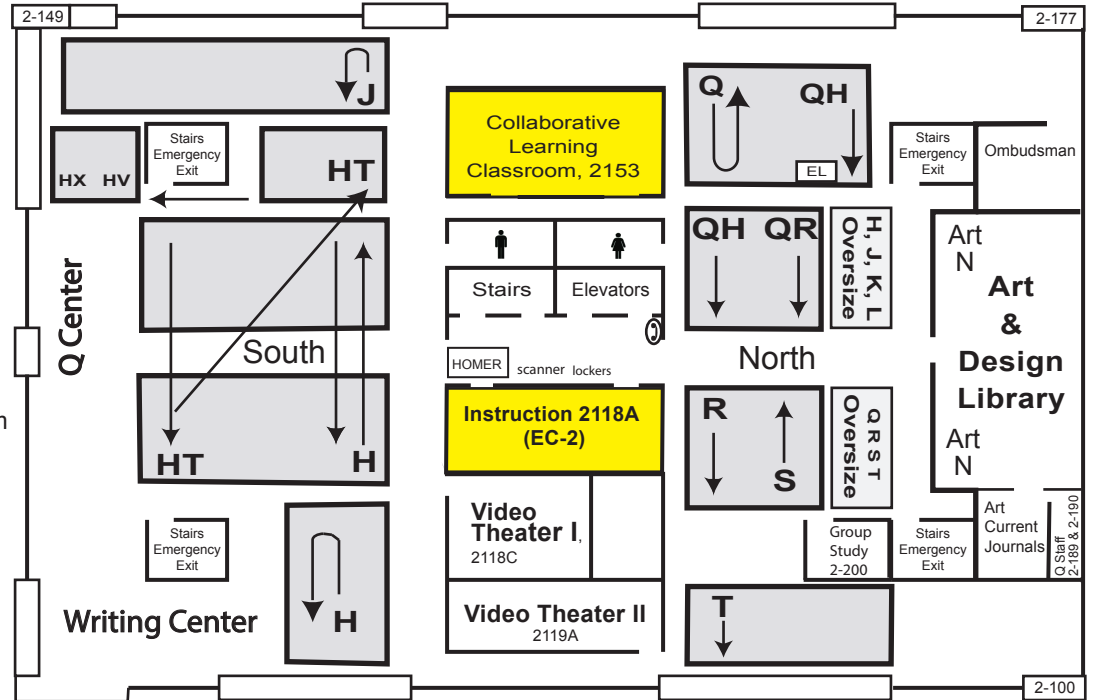 2-149
2-177
J
Q
QH
EL
Collaborative
Learning
Classroom, 2153
Stairs
Emergency
Exit
HX HV
HT
Stairs
Emergency
Exit
Ombudsman
QH QR
H, J, K, L
Oversize
Art
N
Art
&
Design
Library
Art
N
Stairs
Elevators
Q Center
South
North
HOMER
scanner lockers
Instruction 2118A
(EC-2)
R
S
Q R S T
Oversize
HT
H
Video
Theater I,
2118C
Stairs
Emergency
Exit
Group
Study
2-200
Stairs
Emergency
Exit
Art
Current
Journals
Q Staff
2-189 & 2-190
Writing Center
H
Video Theater II
2119A
T
2-100